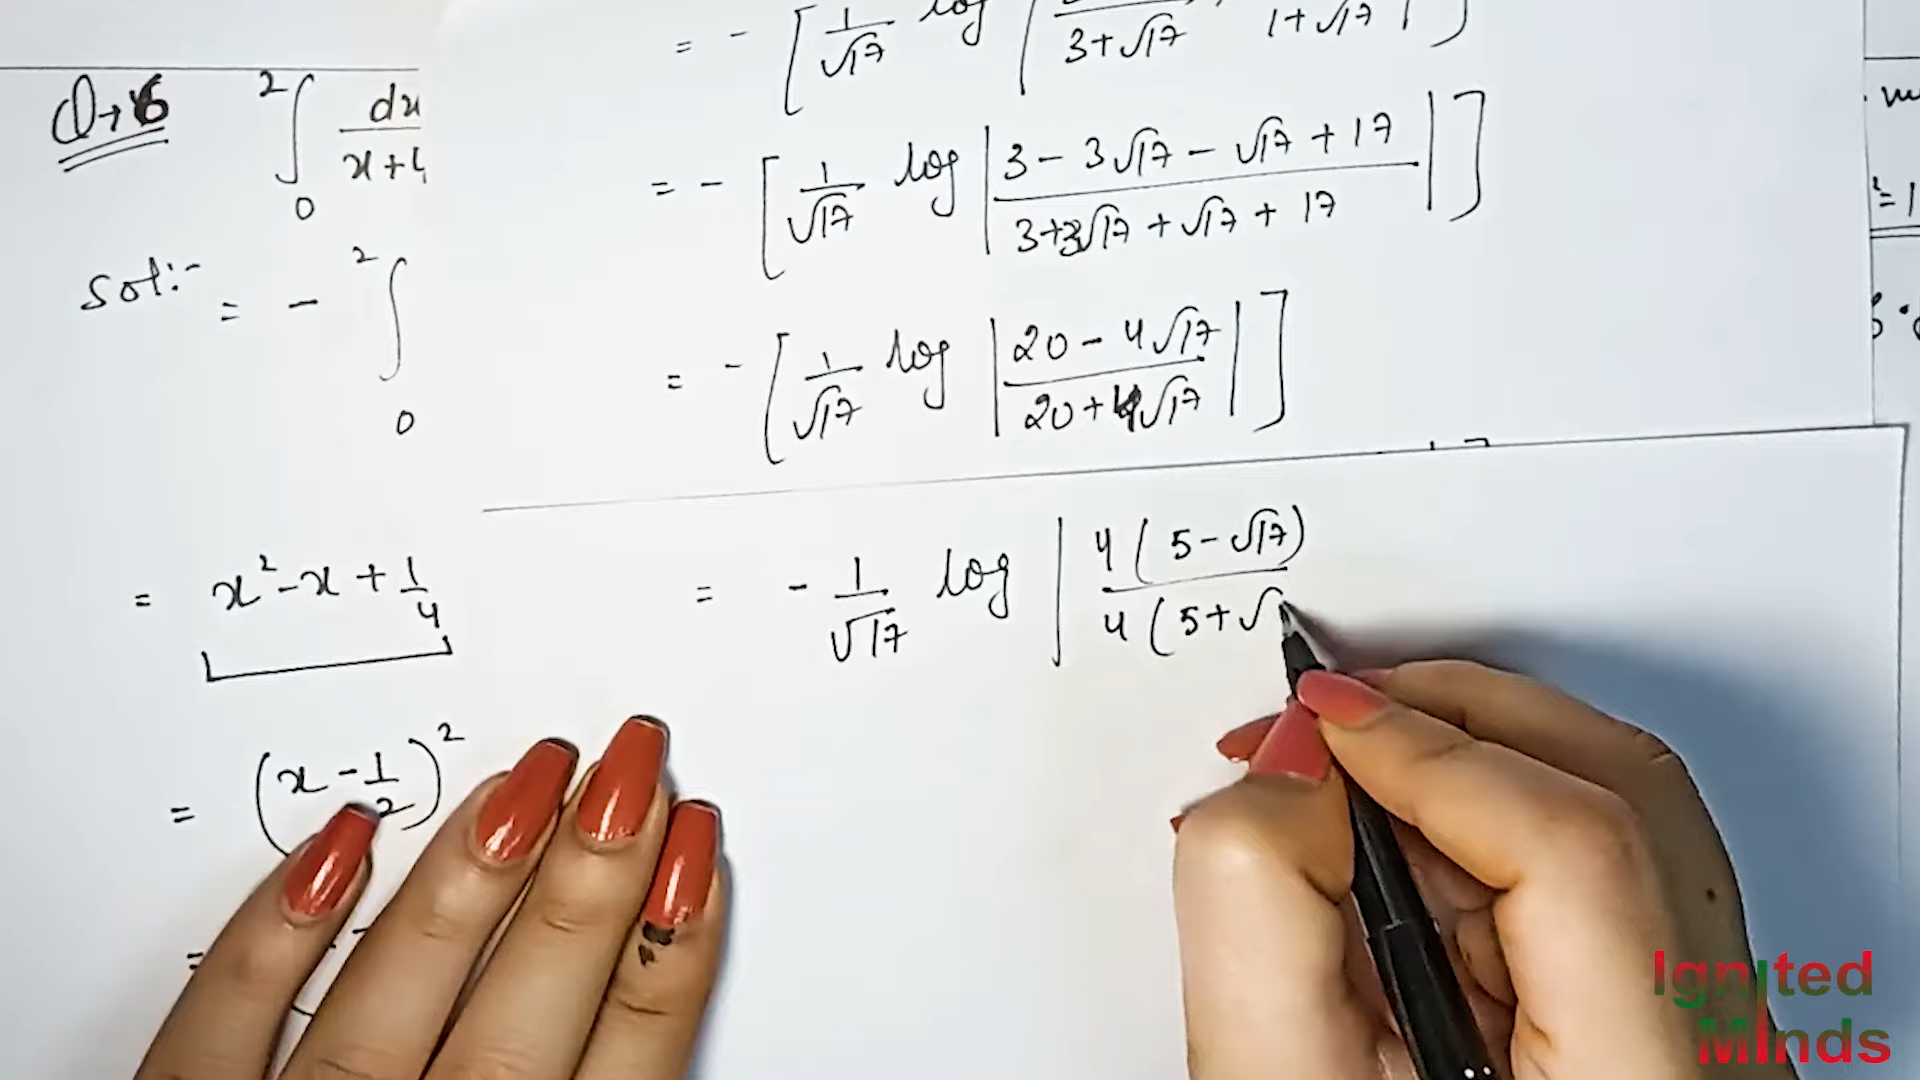 Q→6 2∫0 dx/x+4
Sol:- = - 2∫0
= x² - x + 1/4
= (x - 1/2)²
=
= - [1/√17 log | 3+√17 1+√17 | ]
= - [1/√17 log | 3 - 3√17 - √17 + 17 / 3+3√17 + √17 + 17 | ]
= - [1/√17 log | 20 - 4√17 / 20 + 4√17 | ]
= - 1/√17 log | 4(5 - √17) / 4(5+√
Ignited
Minds